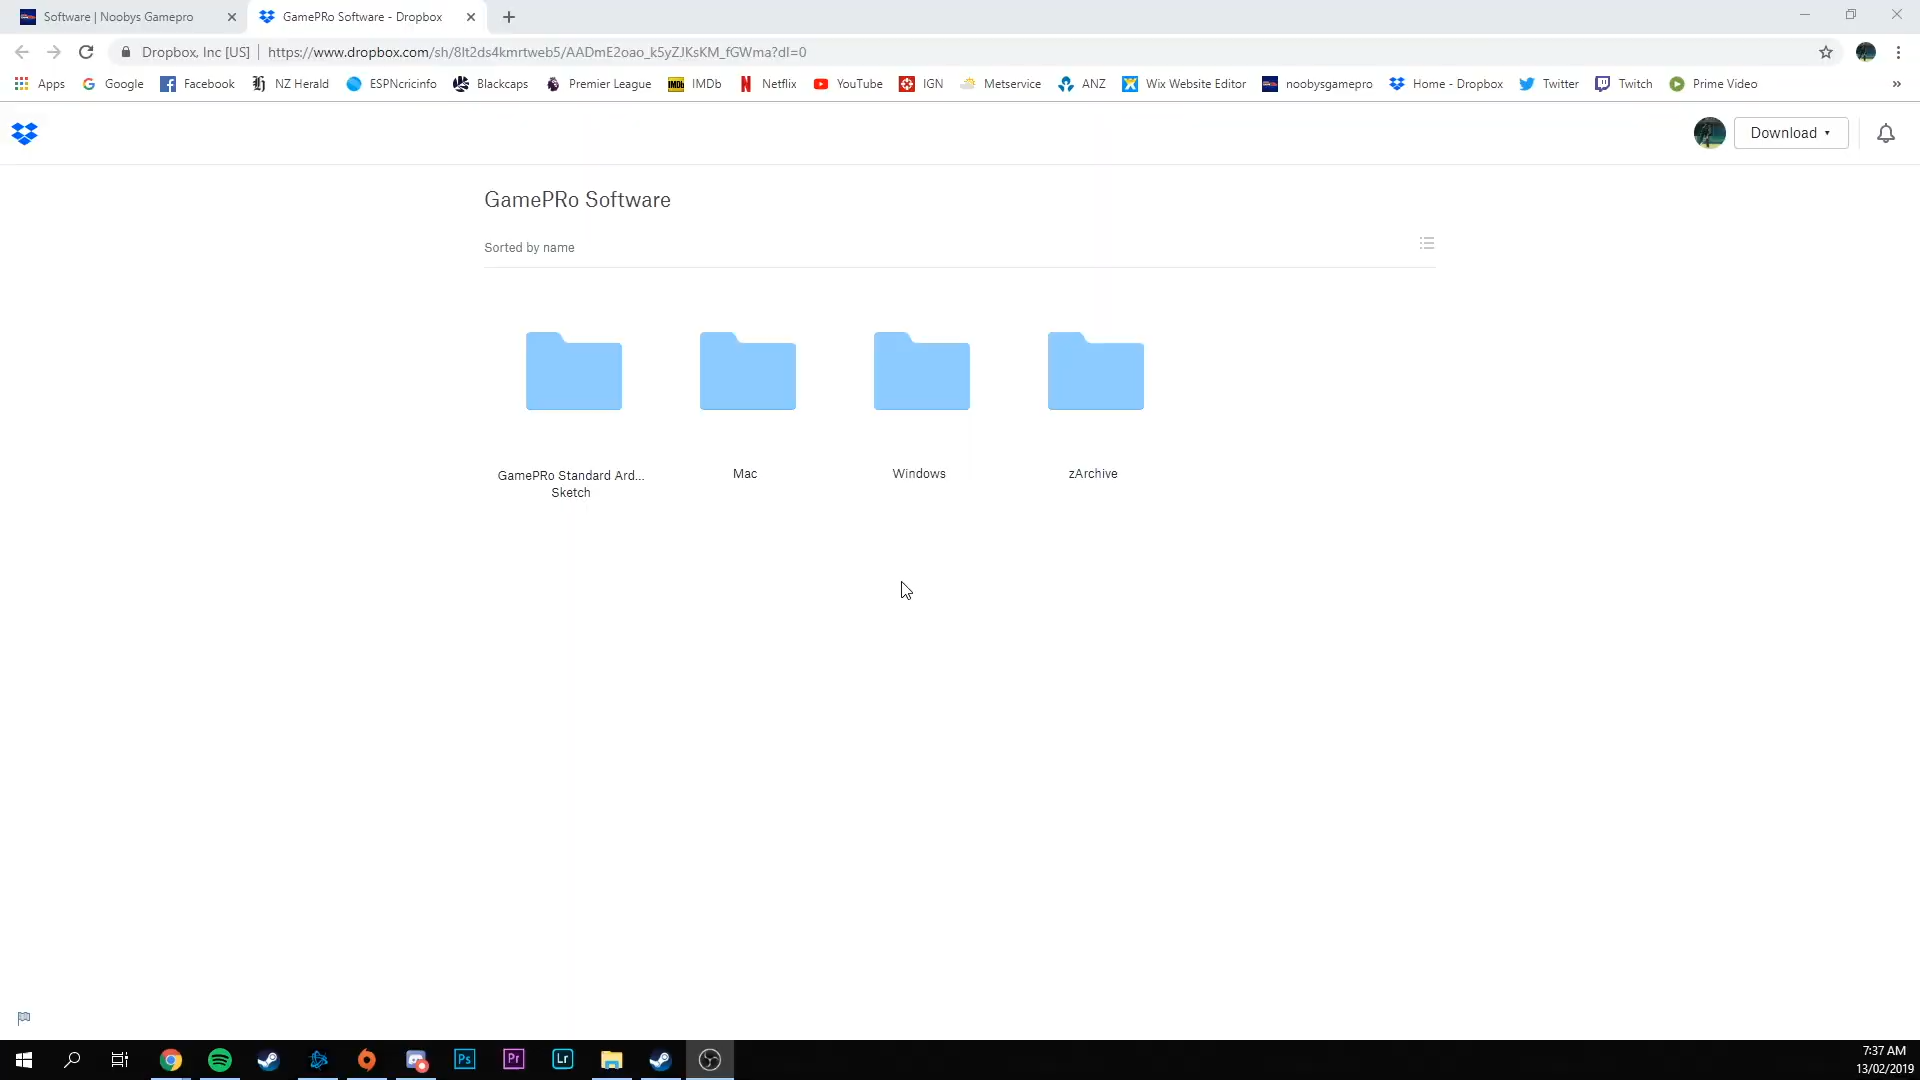 Software | Noobys Gamepro
GamePRo Software - Dropbox
Dropbox, Inc [US] | https://www.dropbox.com/sh/8lt2ds4kmrtweb5/AADmE2oao_k5yZJKsKM_fGWma?dl=0
Apps Google Facebook NZ Herald ESPNcricinfo Blackcaps Premier League IMDb Netflix YouTube IGN Metservice ANZ Wix Website Editor noobysgamepro Home - Dropbox Twitter Twitch Prime Video »
Download
GamePRo Software
Sorted by name
GamePRo Standard Ard...
Sketch
Mac
Windows
zArchive
Ps Pr Lr
7:37 AM
13/02/2019